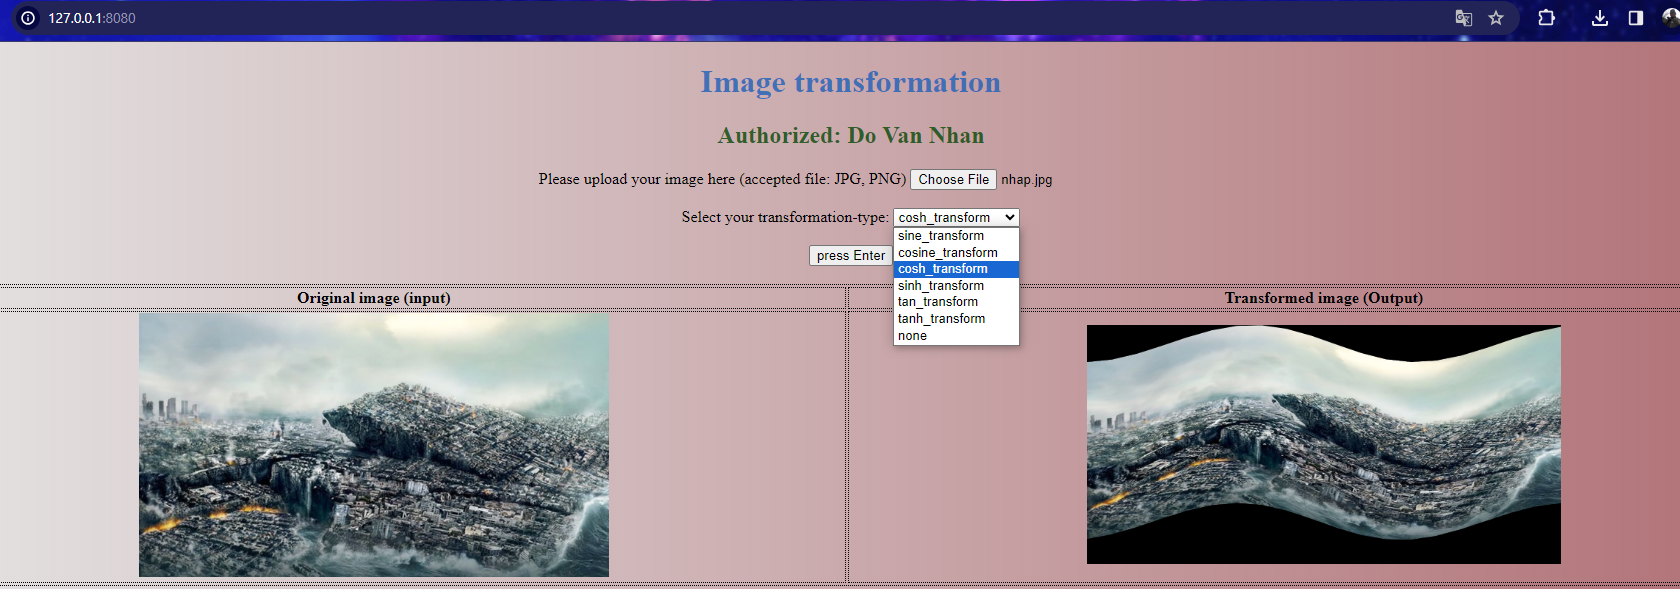 127.0.0.1:8080
Image transformation
Authorized: Do Van Nhan
Please upload your image here (accepted file: JPG, PNG) Choose File nhap.jpg
Select your transformation-type: cosh_transform
sine_transform
cosine_transform
cosh_transform
sinh_transform
tan_transform
tanh_transform
none
press Enter
Original image (input)
Transformed image (Output)